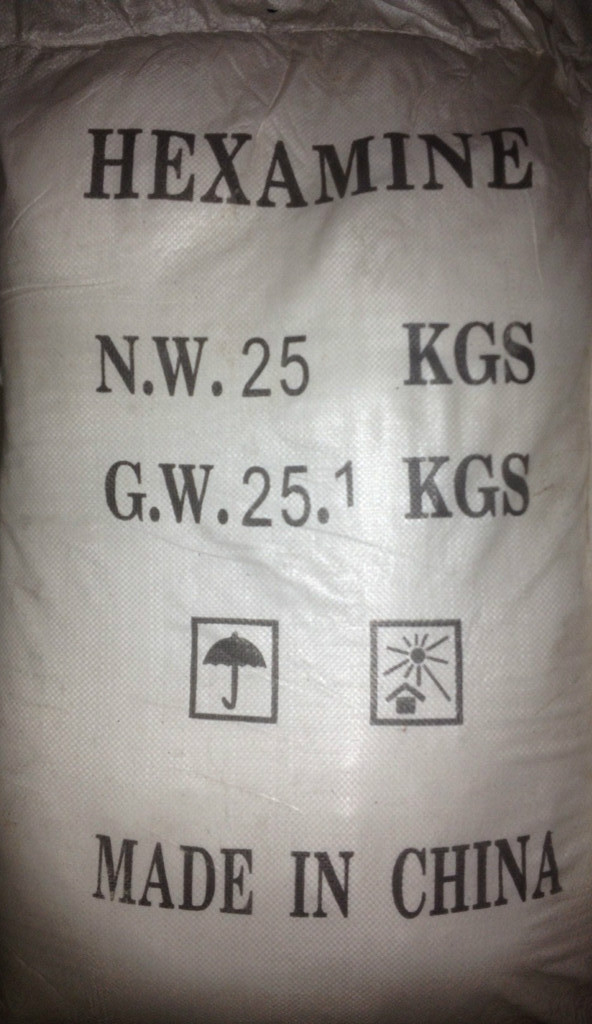 HEXAMINE
N.W. 25 KGS
G.W. 25.1 KGS
MADE IN CHINA